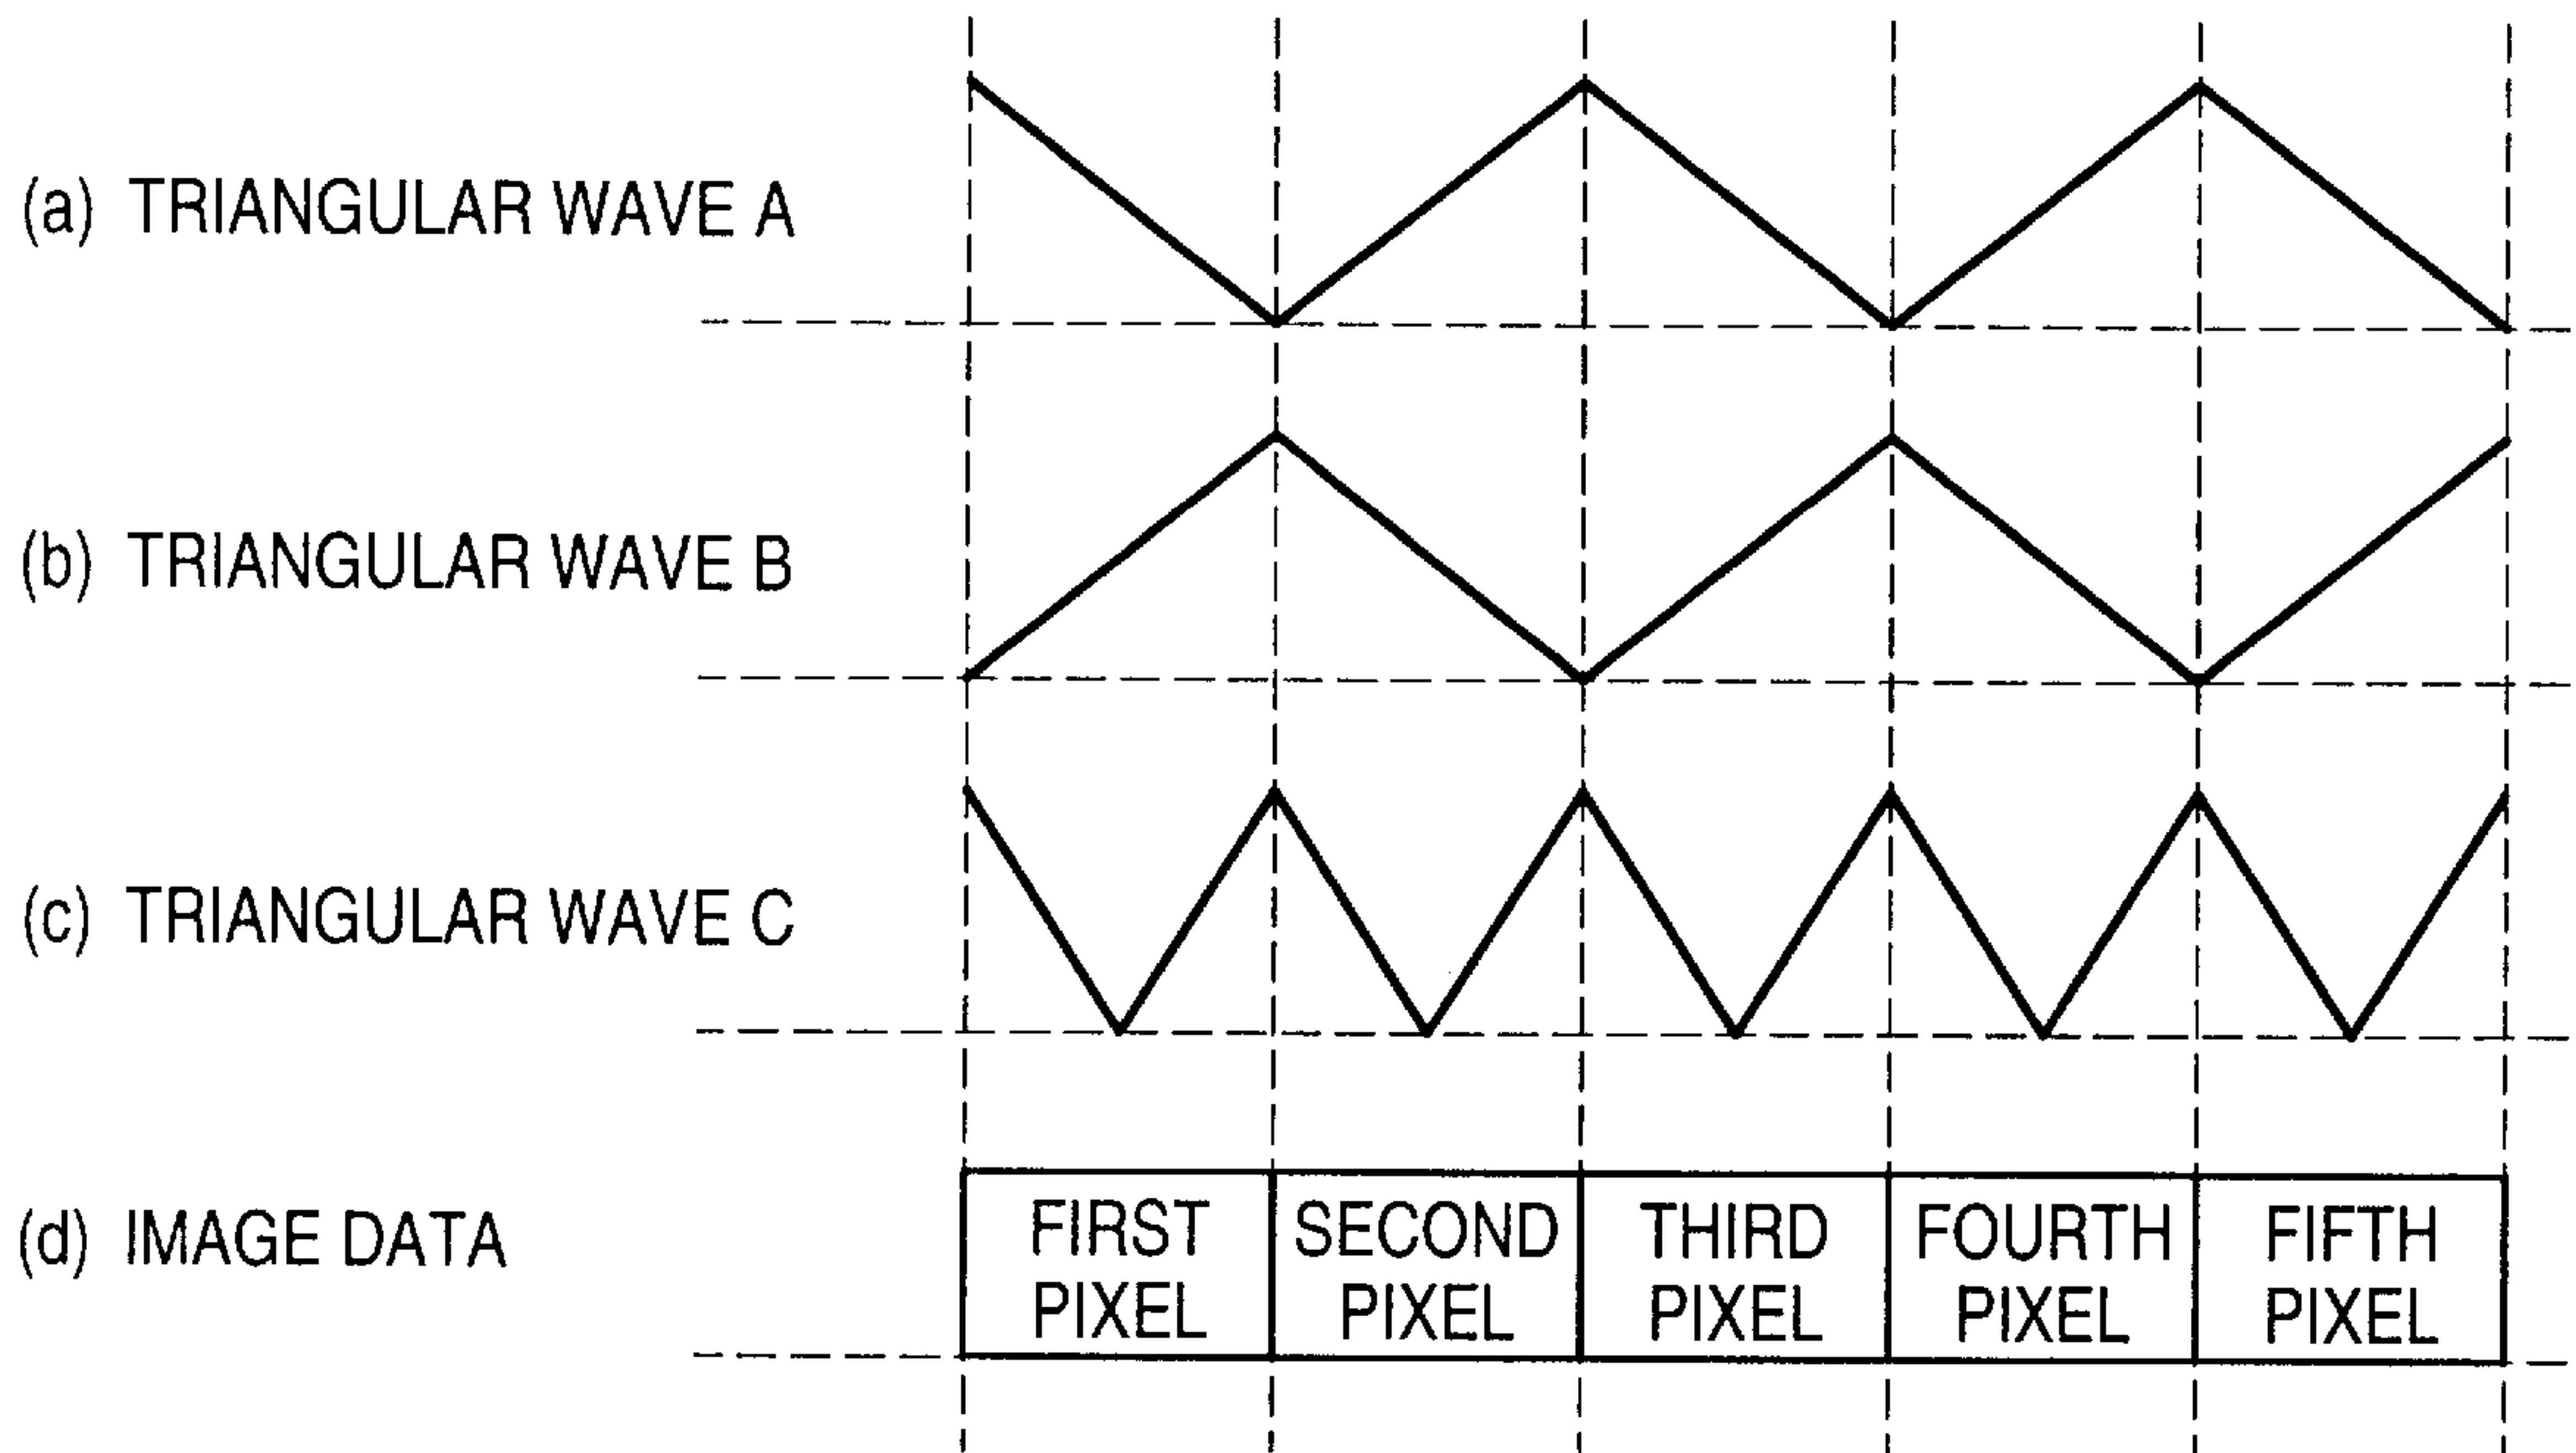 (a) TRIANGULAR WAVE A
(b) TRIANGULAR WAVE B
(c) TRIANGULAR WAVE C
(d) IMAGE DATA
FIRST PIXEL
SECOND PIXEL
THIRD PIXEL
FOURTH PIXEL
FIFTH PIXEL